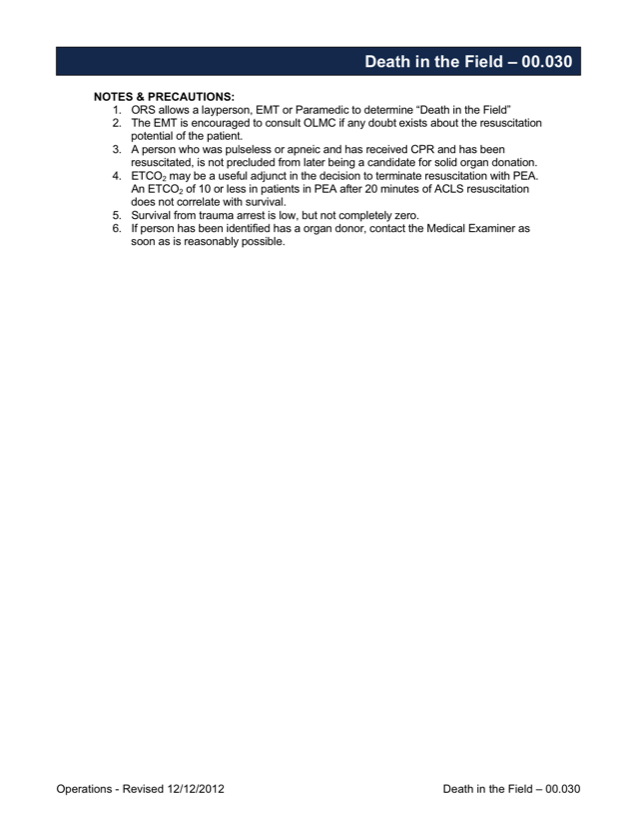 Death in the Field – 00.030
NOTES & PRECAUTIONS:
1. ORS allows a layperson, EMT or Paramedic to determine “Death in the Field”
2. The EMT is encouraged to consult OLMC if any doubt exists about the resuscitation
potential of the patient.
3. A person who was pulseless or apneic and has received CPR and has been
resuscitated, is not precluded from later being a candidate for solid organ donation.
4. ETCO₂ may be a useful adjunct in the decision to terminate resuscitation with PEA.
An ETCO₂ of 10 or less in patients in PEA after 20 minutes of ACLS resuscitation
does not correlate with survival.
5. Survival from trauma arrest is low, but not completely zero.
6. If person has been identified has a organ donor, contact the Medical Examiner as
soon as is reasonably possible.
Operations - Revised 12/12/2012
Death in the Field – 00.030